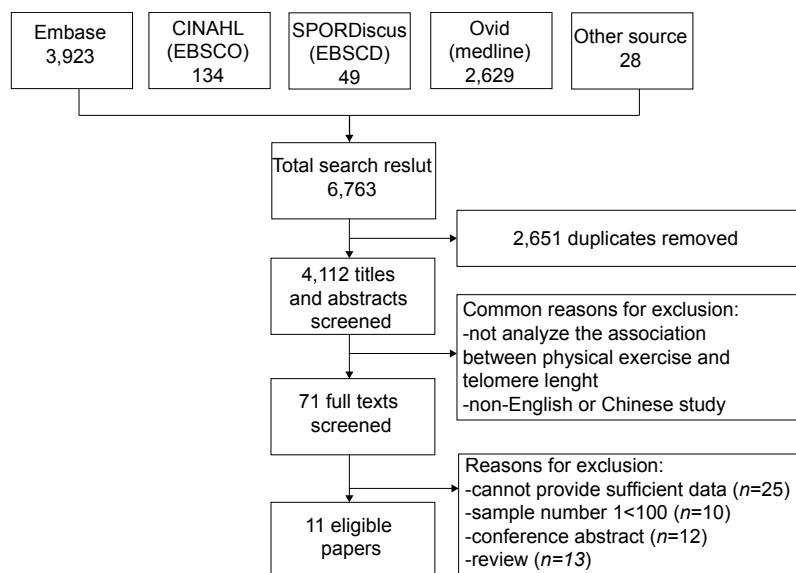 Embase
3,923
CINAHL
(EBSCO)
134
SPORDiscus
(EBSCD)
49
Ovid
(medline)
2,629
Other source
28
Total search reslut
6,763
2,651 duplicates removed
4,112 titles
and abstracts
screened
Common reasons for exclusion:
-not analyze the association
between physical exercise and
telomere lenght
-non-English or Chinese study
71 full texts
screened
Reasons for exclusion:
-cannot provide sufficient data (n=25)
-sample number 1<100 (n=10)
-conference abstract (n=12)
-review (n=13)
11 eligible
papers